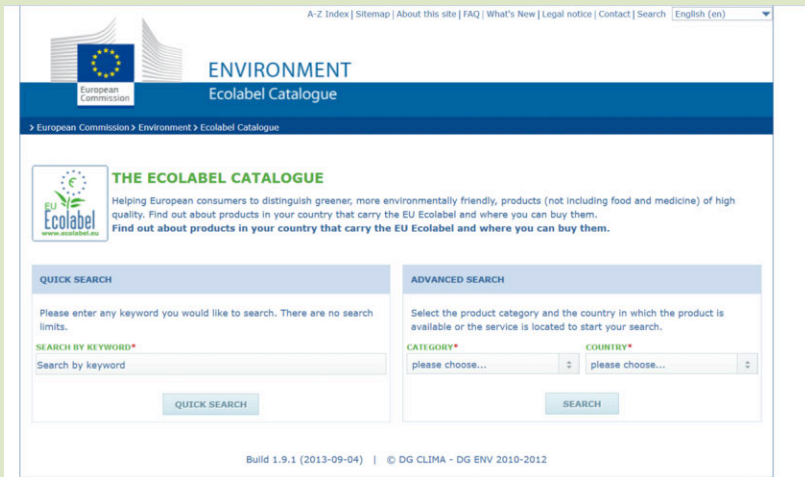 A-Z Index | Sitemap | About this site | FAQ | What's New | Legal notice | Contact | Search English (en)
ENVIRONMENT
European
Commission
Ecolabel Catalogue
> European Commission > Environment > Ecolabel Catalogue
THE ECOLABEL CATALOGUE
EU
Ecolabel
www.ecolabel.eu
Helping European consumers to distinguish greener, more environmentally friendly, products (not including food and medicine) of high
quality. Find out about products in your country that carry the EU Ecolabel and where you can buy them.
Find out about products in your country that carry the EU Ecolabel and where you can buy them.
QUICK SEARCH
Please enter any keyword you would like to search. There are no search
limits.
SEARCH BY KEYWORD*
Search by keyword
QUICK SEARCH
ADVANCED SEARCH
Select the product category and the country in which the product is
available or the service is located to start your search.
CATEGORY* COUNTRY*
please choose... please choose...
SEARCH
Build 1.9.1 (2013-09-04) | © DG CLIMA - DG ENV 2010-2012